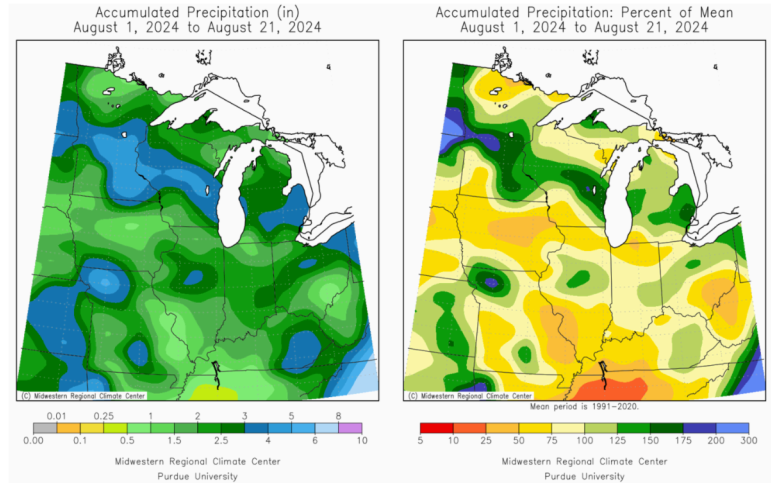 Accumulated Precipitation (in)
August 1, 2024 to August 21, 2024
(C) Midwestern Regional Climate Center
0.01 0.25 1 2 3 5 8
0.00 0.1 0.5 1.5 2.5 4 6 10
Midwestern Regional Climate Center
Purdue University
Accumulated Precipitation: Percent of Mean
August 1, 2024 to August 21, 2024
(C) Midwestern Regional Climate Center
Mean period is 1991-2020.
5 10 25 50 75 100 125 150 175 200 300
Midwestern Regional Climate Center
Purdue University